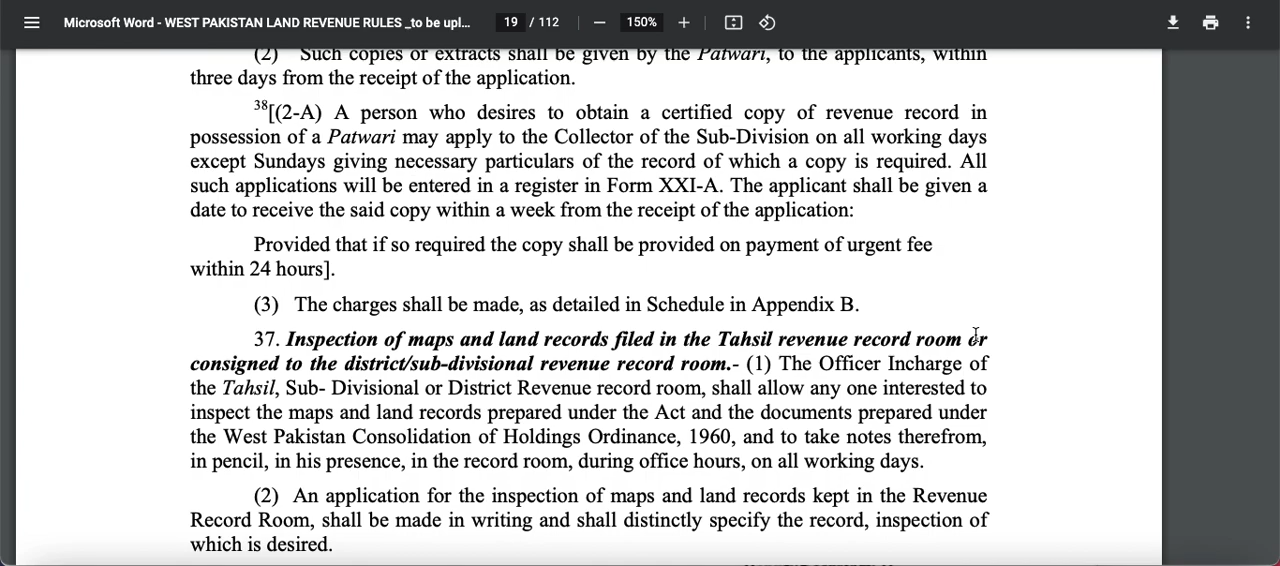 Microsoft Word - WEST PAKISTAN LAND REVENUE RULES _to be upl... 19 / 112 150%
(2) Such copies or extracts shall be given by the Patwari, to the applicants, within
three days from the receipt of the application.
38[(2-A) A person who desires to obtain a certified copy of revenue record in
possession of a Patwari may apply to the Collector of the Sub-Division on all working days
except Sundays giving necessary particulars of the record of which a copy is required. All
such applications will be entered in a register in Form XXI-A. The applicant shall be given a
date to receive the said copy within a week from the receipt of the application:
Provided that if so required the copy shall be provided on payment of urgent fee
within 24 hours].
(3) The charges shall be made, as detailed in Schedule in Appendix B.
37. Inspection of maps and land records filed in the Tahsil revenue record room or
consigned to the district/sub-divisional revenue record room.- (1) The Officer Incharge of
the Tahsil, Sub- Divisional or District Revenue record room, shall allow any one interested to
inspect the maps and land records prepared under the Act and the documents prepared under
the West Pakistan Consolidation of Holdings Ordinance, 1960, and to take notes therefrom,
in pencil, in his presence, in the record room, during office hours, on all working days.
(2) An application for the inspection of maps and land records kept in the Revenue
Record Room, shall be made in writing and shall distinctly specify the record, inspection of
which is desired.